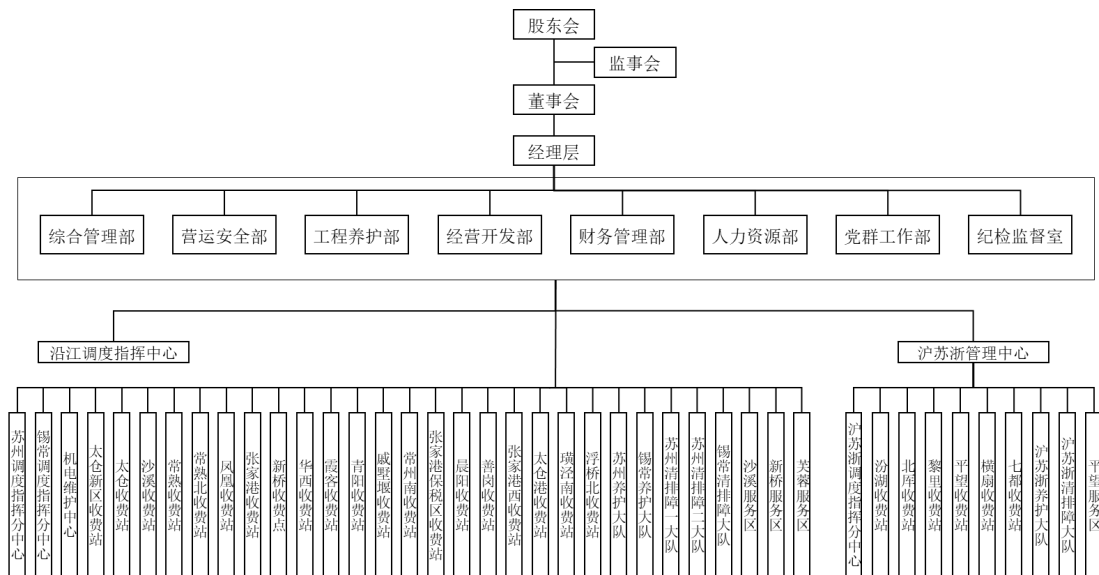 股东会
监事会
董事会
经理层
综合管理部
营运安全部
工程养护部
经营开发部
财务管理部
人力资源部
党群工作部
纪检监督室
沿江调度指挥中心
沪苏浙管理中心
苏州调度指挥分中心
锡常调度指挥分中心
机电维护中心
太仓新区收费站
太仓收费站
沙溪收费站
常熟收费站
常熟北收费站
凤凰收费站
张家港收费站
新桥收费点
华西收费站
霞客收费站
青阳收费站
戚墅堰收费站
常州南收费站
张家港保税区收费站
晨阳收费站
善岗收费站
张家港西收费站
太仓港收费站
璜泾南收费站
浮桥北收费站
苏州养护大队
锡常养护大队
苏州清排障一大队
苏州清排障二大队
锡常清排障大队
沙溪服务区
新桥服务区
芙蓉服务区
沪苏浙调度指挥分中心
汾湖收费站
北厍收费站
黎里收费站
平望收费站
横扇收费站
七都收费站
沪苏浙养护大队
沪苏浙清排障大队
平望服务区